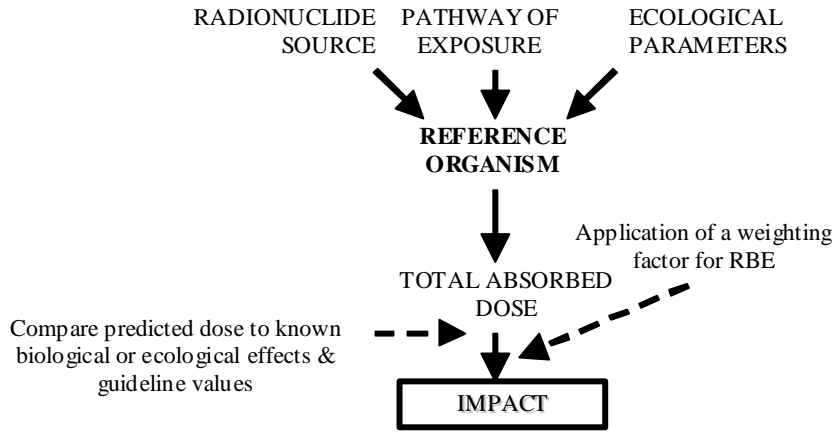 RADIONUCLIDE
SOURCE
PATHWAY OF
EXPOSURE
ECOLOGICAL
PARAMETERS
REFERENCE
ORGANISM
Application of a weighting
factor for RBE
TOTAL ABSORBED
DOSE
Compare predicted dose to known
biological or ecological effects &
guideline values
IMPACT